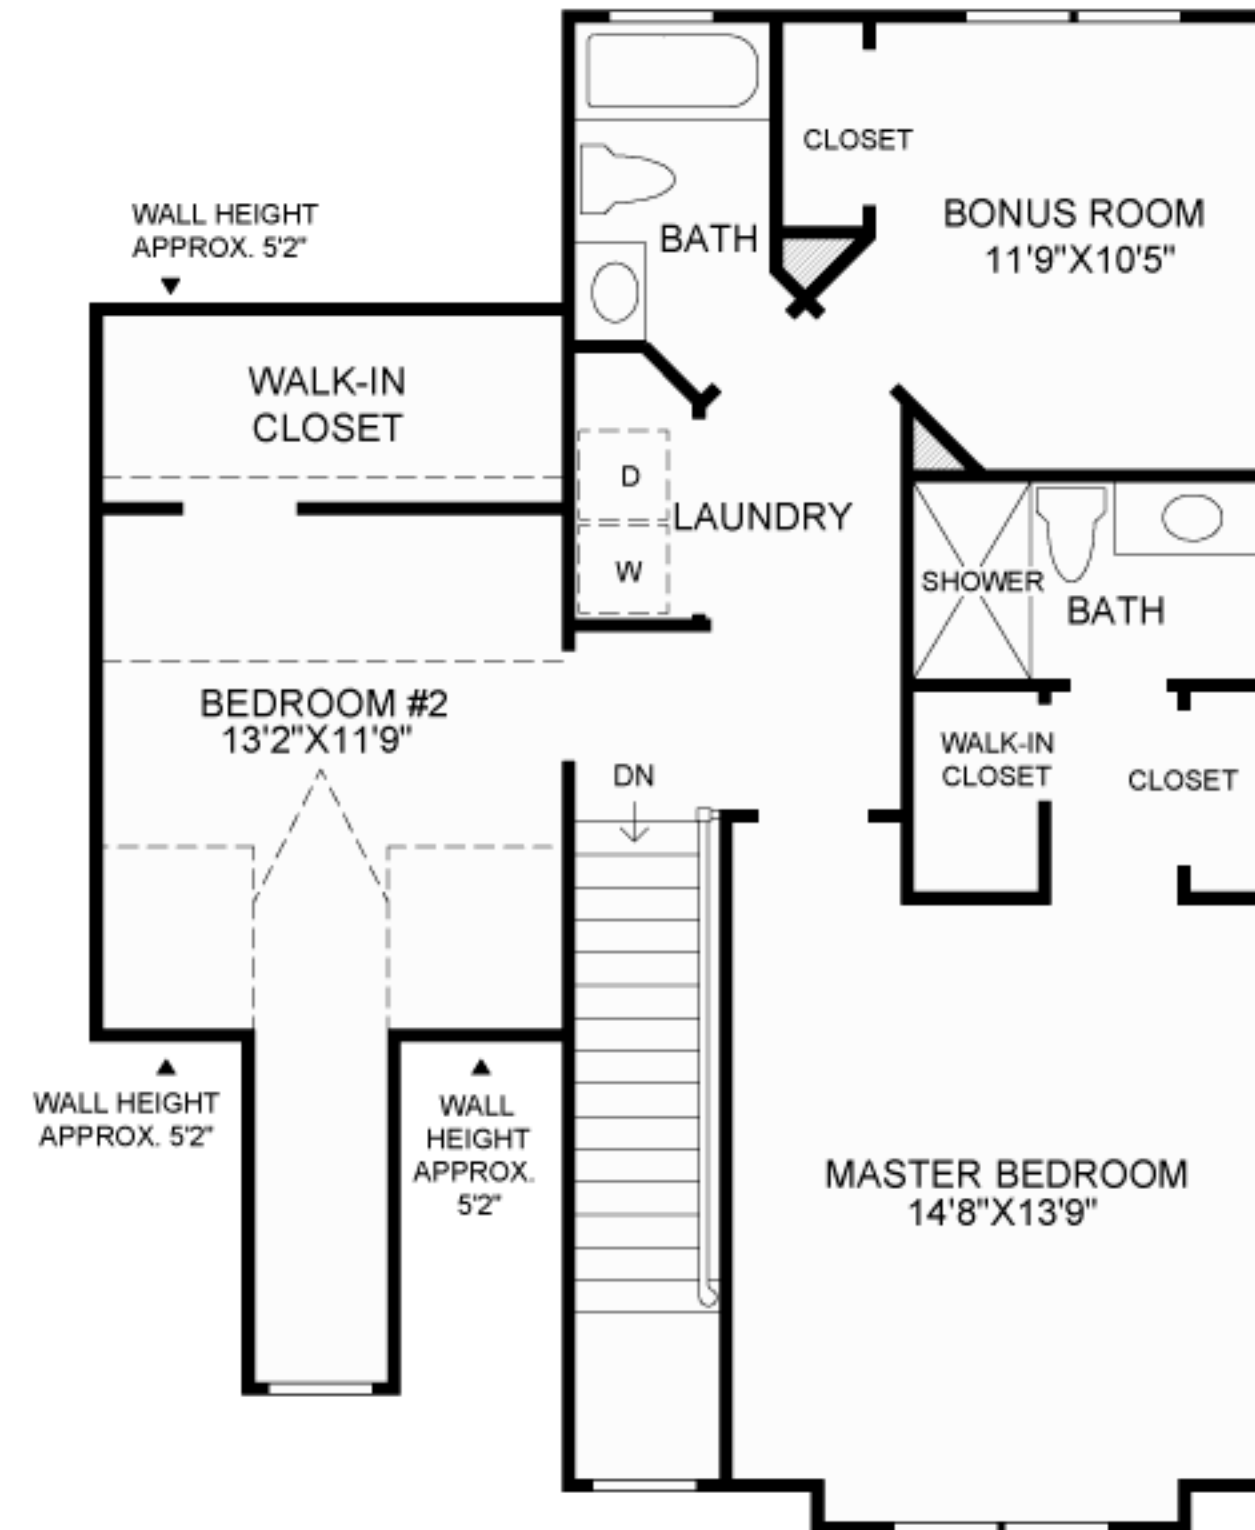 CLOSET
BONUS ROOM
11'9"X10'5"
BATH
WALL HEIGHT
APPROX. 5'2"
WALK-IN
CLOSET
D
LAUNDRY
W
SHOWER
BATH
BEDROOM #2
13'2"X11'9"
WALK-IN
CLOSET
CLOSET
DN
WALL HEIGHT
APPROX. 5'2"
WALL
HEIGHT
APPROX.
5'2"
MASTER BEDROOM
14'8"X13'9"